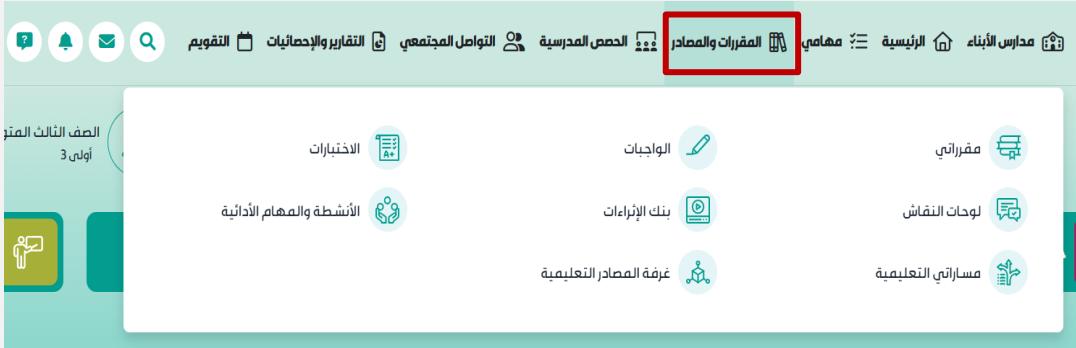 مدارس الأبناء الرئيسية مهامي المقررات والمصادر الحصص المدرسية التواصل المجتمعي التقارير والإحصائيات التقويم
مقرراتي الواجبات الاختبارات
لوحات النقاش بنك الإثراءات الأنشطة والمهام الأدائية
مساراتي التعليمية غرفة المصادر التعليمية
الصف الثالث
أولى 3
A+